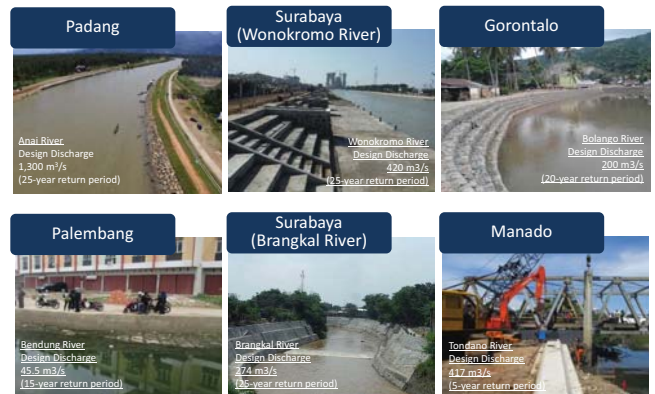 Padang
Anai River
Design Discharge
1,300 m³/s
(25-year return period)
Surabaya
(Wonokromo River)
Wonokromo River
Design Discharge
420 m3/s
(25-year return period)
Gorontalo
Bolango River
Design Discharge
200 m3/s
(20-year return period)
Palembang
Bendung River
Design Discharge
45.5 m3/s
(15-year return period)
Surabaya
(Brangkal River)
Brangkal River
Design Discharge
274 m3/s
(25-year return period)
Manado
Tondano River
Design Discharge
417 m3/s
(5-year return period)